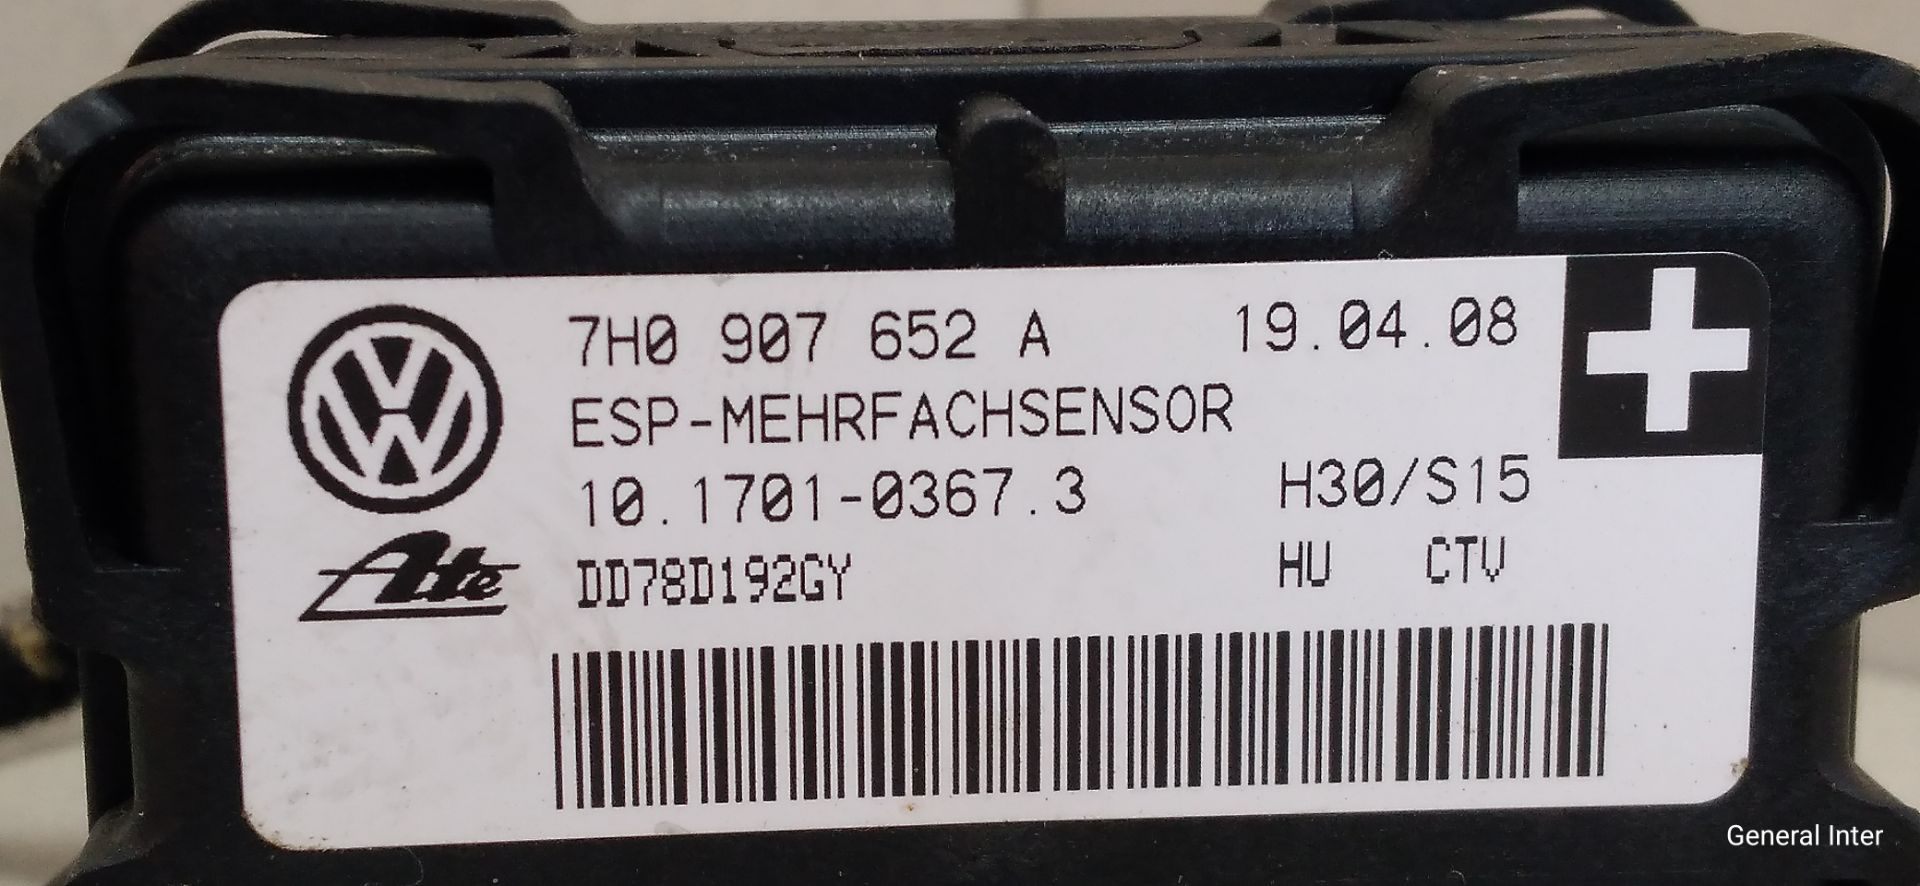 7H0 907 652 A 19.04.08
ESP-MEHRFACHSENSOR
10.1701-0367.3 H30/S15
Ate DD78D192GY HU CTV
General Inter